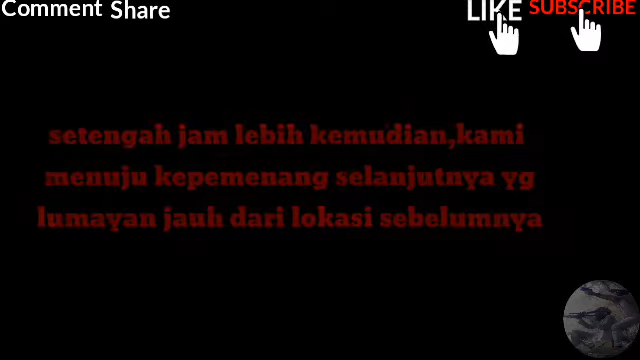 Comment Share LIKE SUBSCRIBE
setengah jam lebih kemudian,kami
menuju kepemenang selanjutnya yg
lumayan jauh dari lokasi sebelumnya